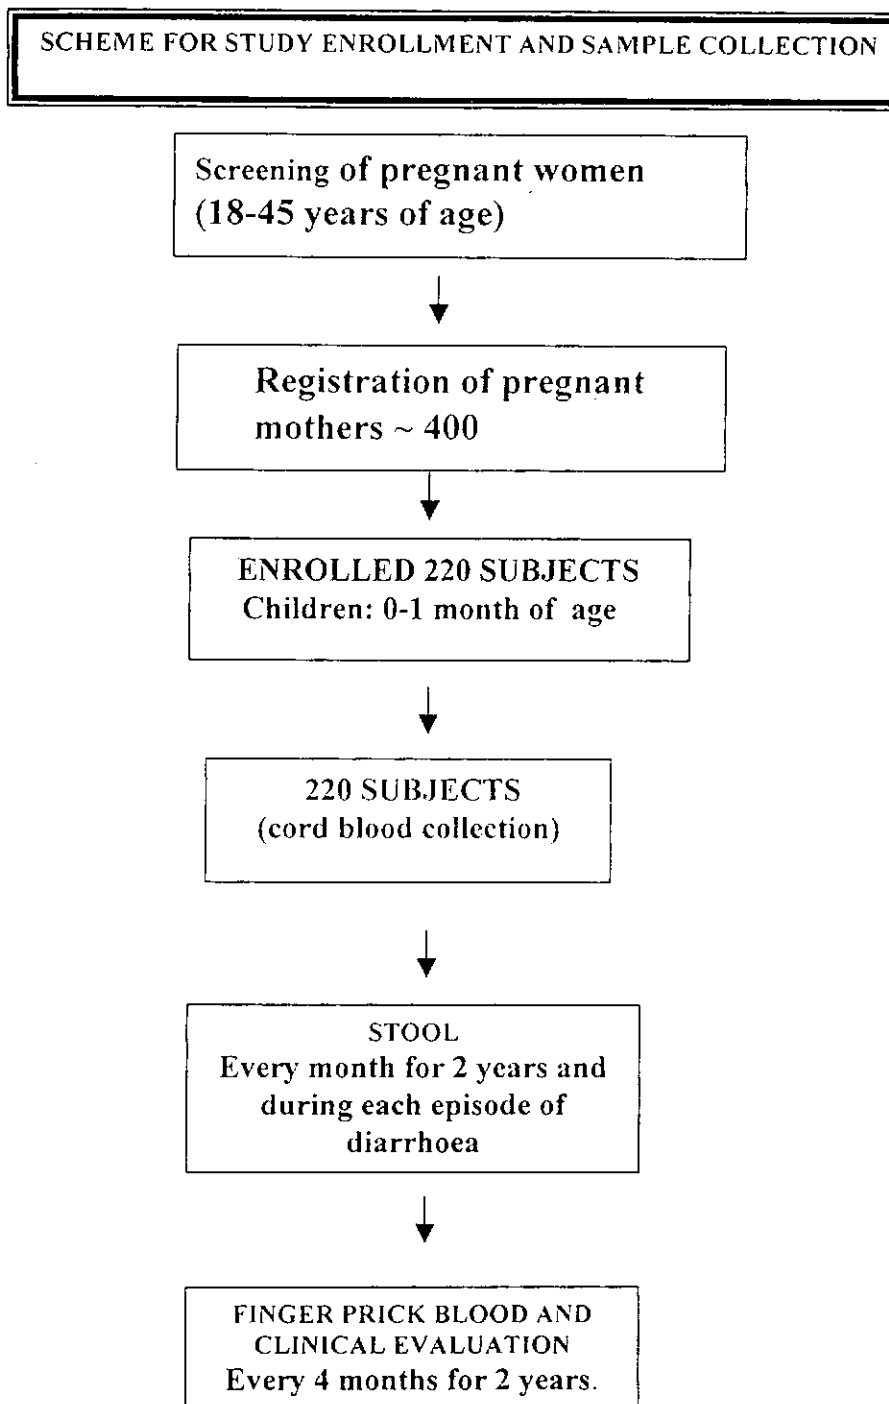 SCHEME FOR STUDY ENROLLMENT AND SAMPLE COLLECTION
Screening of pregnant women
(18-45 years of age)
Registration of pregnant
mothers ~ 400
ENROLLED 220 SUBJECTS
Children: 0-1 month of age
220 SUBJECTS
(cord blood collection)
STOOL
Every month for 2 years and
during each episode of
diarrhoea
FINGER PRICK BLOOD AND
CLINICAL EVALUATION
Every 4 months for 2 years.